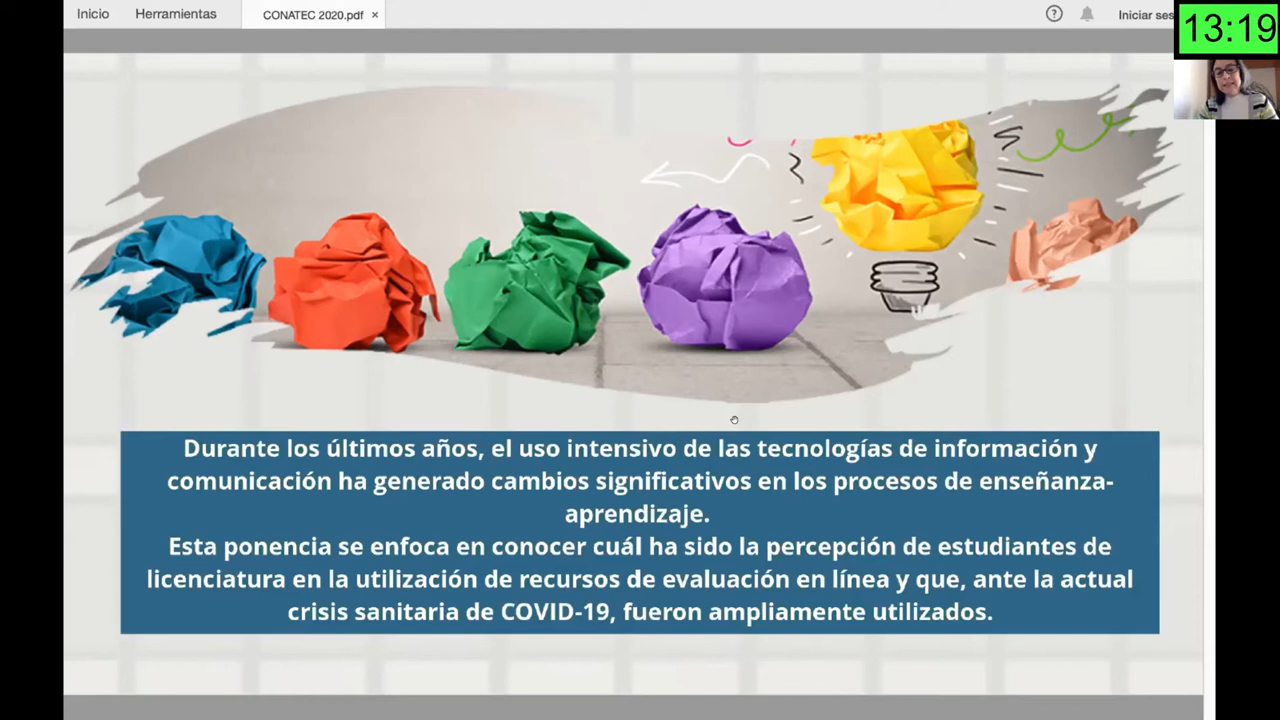 Inicio
Herramientas
CONATEC 2020.pdf
Iniciar ses
13:19
Durante los últimos años, el uso intensivo de las tecnologías de información y
comunicación ha generado cambios significativos en los procesos de enseñanza-
aprendizaje.
Esta ponencia se enfoca en conocer cuál ha sido la percepción de estudiantes de
licenciatura en la utilización de recursos de evaluación en línea y que, ante la actual
crisis sanitaria de COVID-19, fueron ampliamente utilizados.